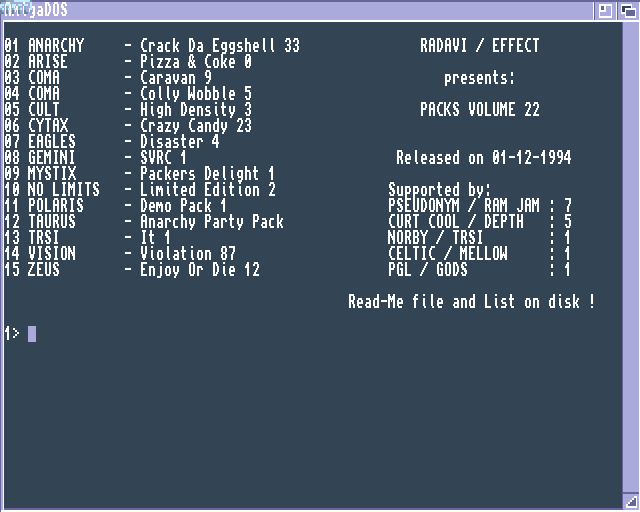 AmigaDOS
01 ANARCHY - Crack Da Eggshell 33 RADAVI / EFFECT
02 ARISE - Pizza & Coke 0
03 COMA - Caravan 9 presents:
04 COMA - Colly Wobble 5
05 CULT - High Density 3 PACKS VOLUME 22
06 CYTAX - Crazy Candy 23
07 EAGLES - Disaster 4
08 GEMINI - SVRC 1 Released on 01-12-1994
09 MYSTIX - Packers Delight 1
10 NO LIMITS - Limited Edition 2 Supported by:
11 POLARIS - Demo Pack 1 PSEUDONYM / RAM JAM : 7
12 TAURUS - Anarchy Party Pack CURT COOL / DEPTH : 5
13 TRSI - It 1 NORBY / TRSI : 1
14 VISION - Violation 87 CELTIC / MELLOW : 1
15 ZEUS - Enjoy Or Die 12 PGL / GODS : 1
Read-Me file and List on disk !
1>